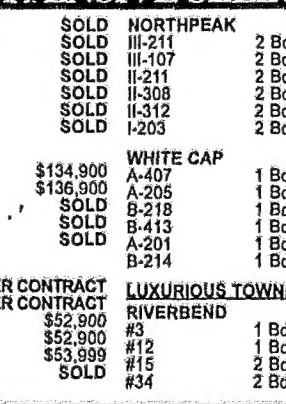 SOLD NORTHPEAK
SOLD III-211 2 Bd
SOLD III-107 2 Bd
SOLD II-211 2 Bd
SOLD II-308 2 Bd
SOLD II-312 2 Bd
SOLD I-203 2 Bd
WHITE CAP
$134,900 A-407 1 Bd
$136,900 A-205 1 Bd
SOLD B-218 1 Bd
SOLD B-413 1 Bd
SOLD A-201 1 Bd
B-214 1 Bd
ER CONTRACT LUXURIOUS TOWN
ER CONTRACT RIVERBEND
$52,900 #3 1 Bd
$52,900 #12 1 Bd
$53,999 #15 2 Bd
SOLD #34 2 Bd